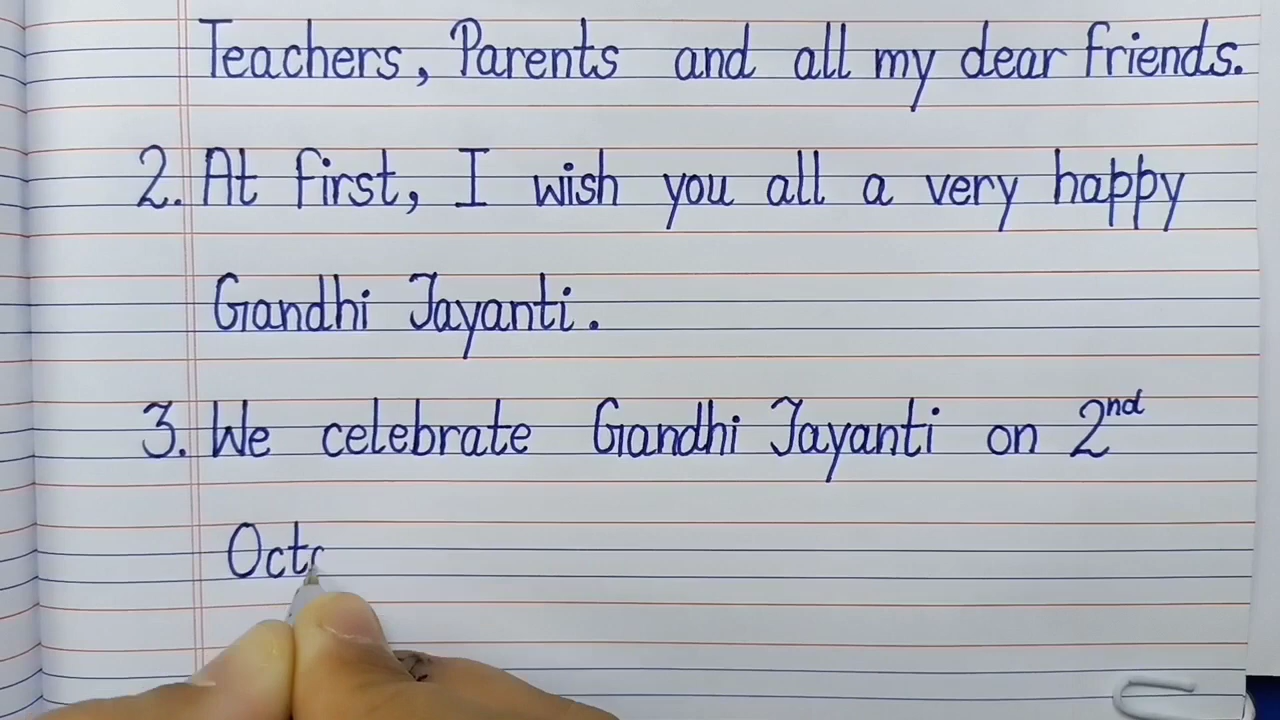 Teachers, Parents and all my dear friends.
2. At first, I wish you all a very happy
Gandhi Jayanti.
3. We celebrate Gandhi Jayanti on 2nd
Octo